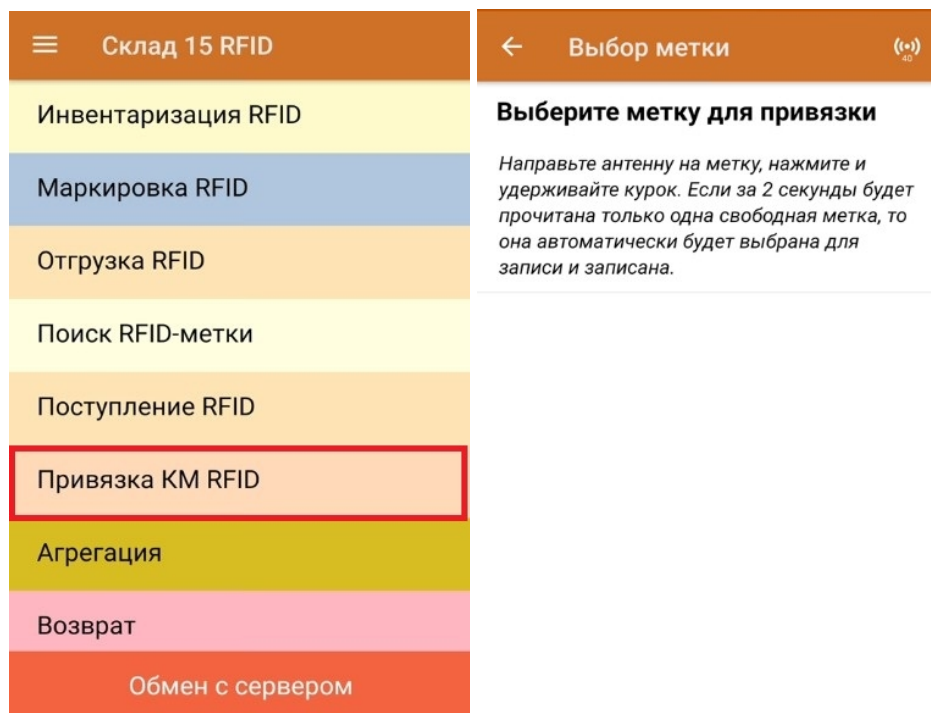 Склад 15 RFID
Инвентаризация RFID
Маркировка RFID
Отгрузка RFID
Поиск RFID-метки
Поступление RFID
Привязка КМ RFID
Агрегация
Возврат
Обмен с сервером
Выбор метки
40
Выберите метку для привязки
Направьте антенну на метку, нажмите и
удерживайте курок. Если за 2 секунды будет
прочитана только одна свободная метка, то
она автоматически будет выбрана для
записи и записана.